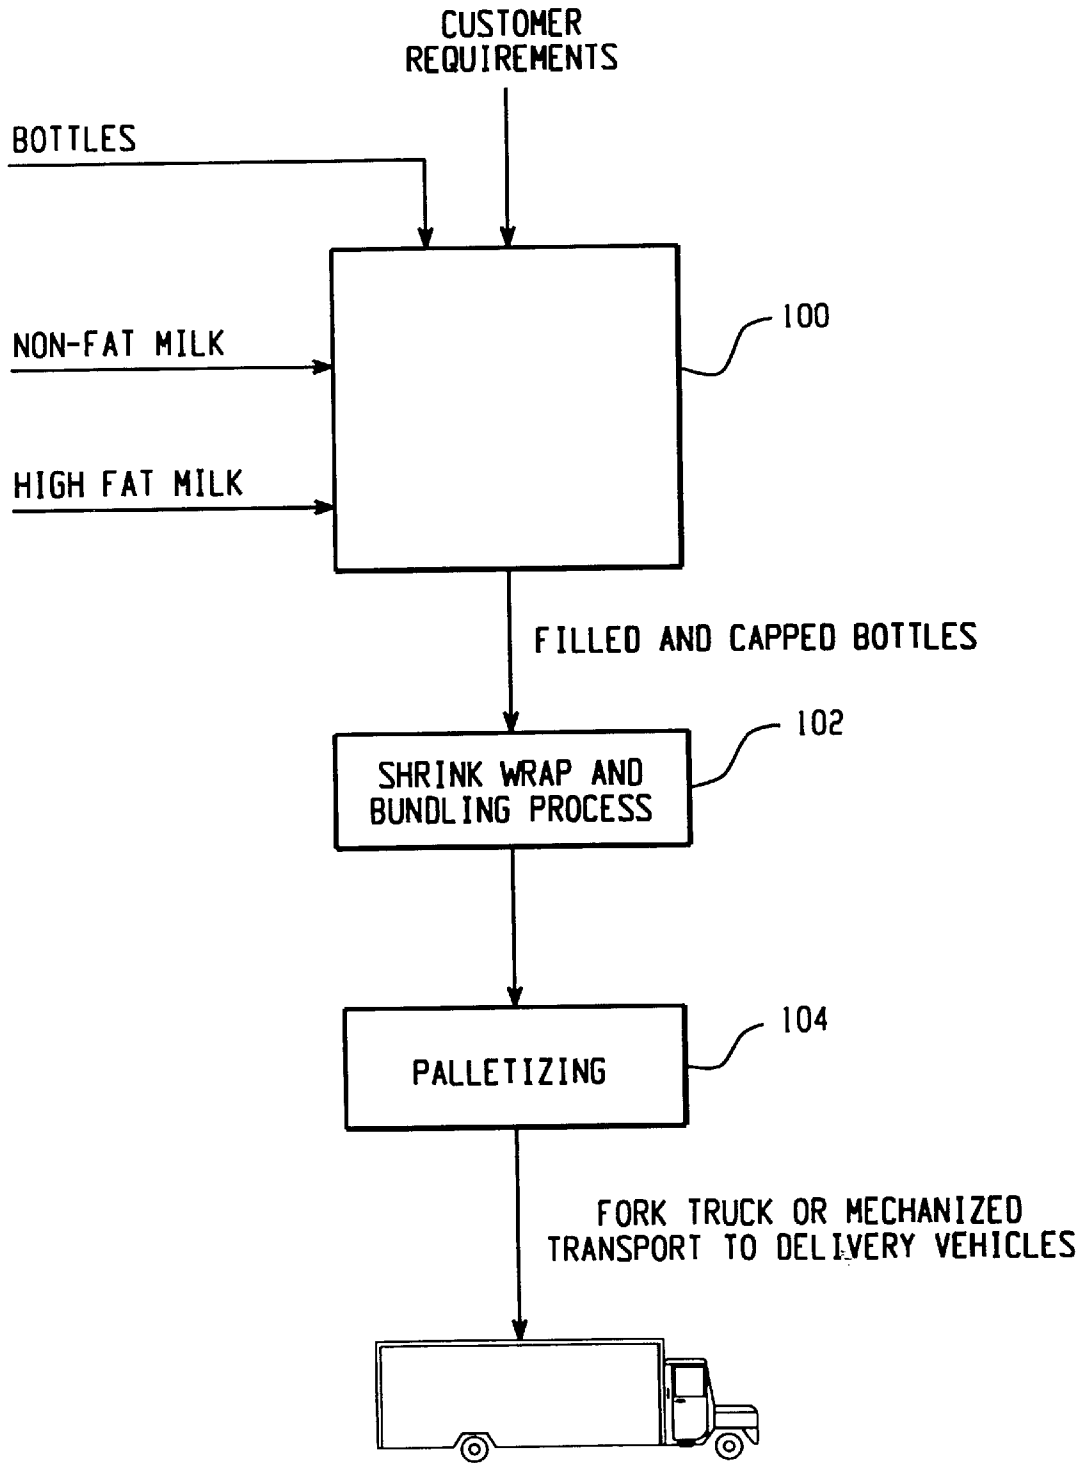 CUSTOMER
REQUIREMENTS
BOTTLES
100
NON-FAT MILK
HIGH FAT MILK
FILLED AND CAPPED BOTTLES
102
SHRINK WRAP AND
BUNDLING PROCESS
104
PALLETIZING
FORK TRUCK OR MECHANIZED
TRANSPORT TO DELIVERY VEHICLES